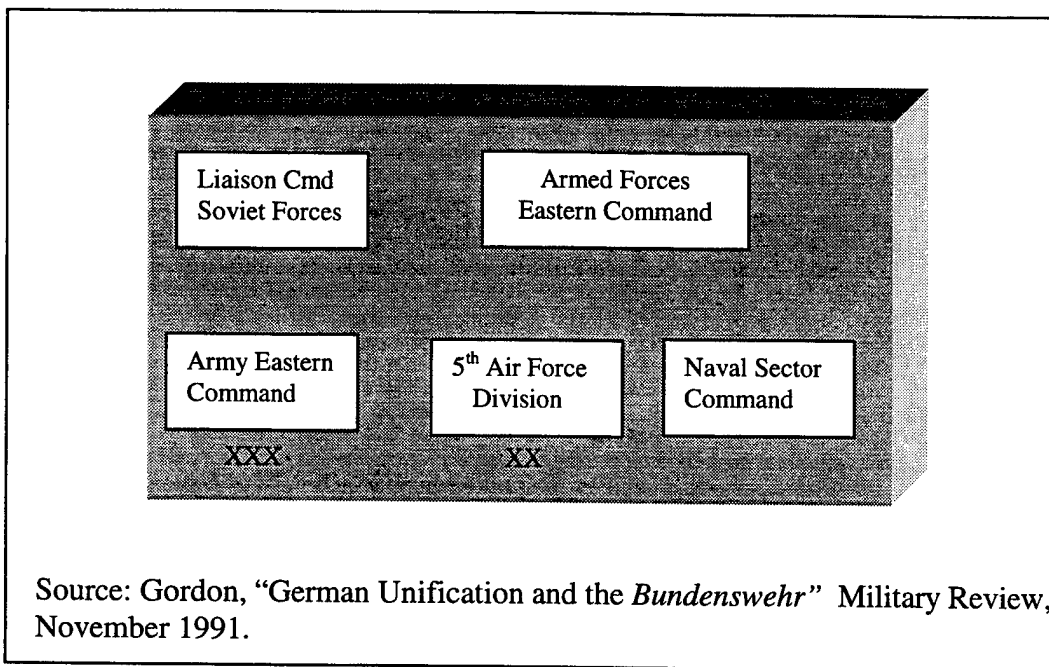 Liaison Cmd
Soviet Forces
Armed Forces
Eastern Command
Army Eastern
Command
5th Air Force
Division
Naval Sector
Command
XXX
XX
Source: Gordon, “German Unification and the Bundenswehr” Military Review,
November 1991.